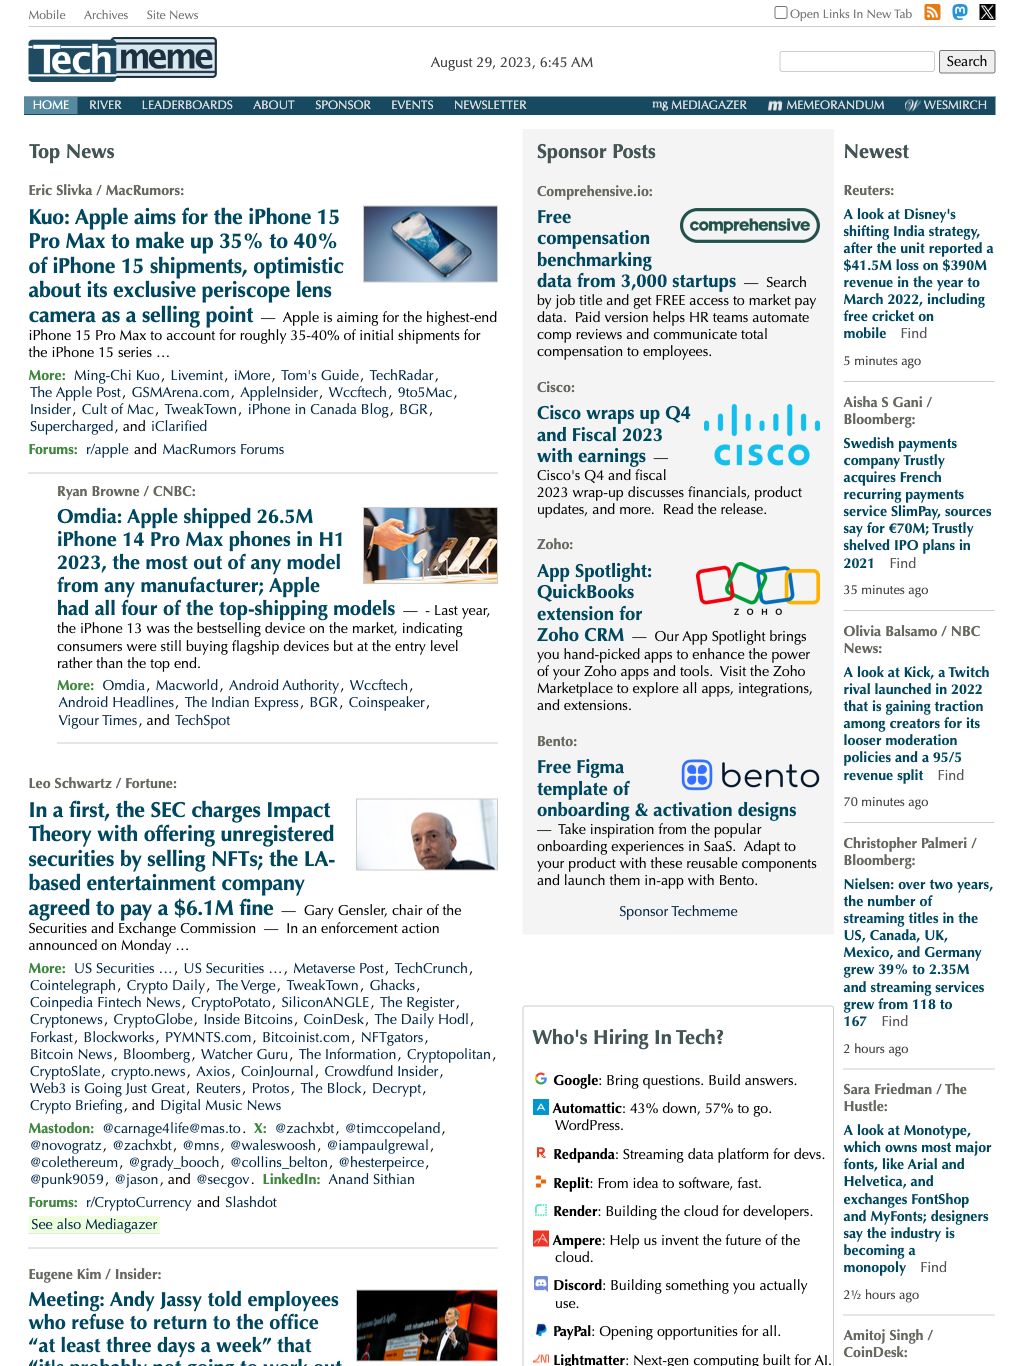 Mobile Archives Site News
Open Links In New Tab
Techmeme
August 29, 2023, 6:45 AM
Search
HOME RIVER LEADERBOARDS ABOUT SPONSOR EVENTS NEWSLETTER
mg MEDIAGAZER m MEMEORANDUM W WESMIRCH
Top News
Eric Slivka / MacRumors:
Kuo: Apple aims for the iPhone 15
Pro Max to make up 35% to 40%
of iPhone 15 shipments, optimistic
about its exclusive periscope lens
camera as a selling point — Apple is aiming for the highest-end
iPhone 15 Pro Max to account for roughly 35-40% of initial shipments for
the iPhone 15 series …
More: Ming-Chi Kuo, Livemint, iMore, Tom's Guide, TechRadar,
The Apple Post, GSMArena.com, AppleInsider, Wccftech, 9to5Mac,
Insider, Cult of Mac, TweakTown, iPhone in Canada Blog, BGR,
Supercharged, and iClarified
Forums: r/apple and MacRumors Forums
Ryan Browne / CNBC:
Omdia: Apple shipped 26.5M
iPhone 14 Pro Max phones in H1
2023, the most out of any model
from any manufacturer; Apple
had all four of the top-shipping models — - Last year,
the iPhone 13 was the bestselling device on the market, indicating
consumers were still buying flagship devices but at the entry level
rather than the top end.
More: Omdia, Macworld, Android Authority, Wccftech,
Android Headlines, The Indian Express, BGR, Coinspeaker,
Vigour Times, and TechSpot
Leo Schwartz / Fortune:
In a first, the SEC charges Impact
Theory with offering unregistered
securities by selling NFTs; the LA-
based entertainment company
agreed to pay a $6.1M fine — Gary Gensler, chair of the
Securities and Exchange Commission — In an enforcement action
announced on Monday …
More: US Securities …, US Securities …, Metaverse Post, TechCrunch,
Cointelegraph, Crypto Daily, The Verge, TweakTown, Ghacks,
Coinpedia Fintech News, CryptoPotato, SiliconANGLE, The Register,
Cryptonews, CryptoGlobe, Inside Bitcoins, CoinDesk, The Daily Hodl,
Forkast, Blockworks, PYMNTS.com, Bitcoinist.com, NFTgators,
Bitcoin News, Bloomberg, Watcher Guru, The Information, Cryptopolitan,
CryptoSlate, crypto.news, Axios, CoinJournal, Crowdfund Insider,
Web3 is Going Just Great, Reuters, Protos, The Block, Decrypt,
Crypto Briefing, and Digital Music News
Mastodon: @carnage4life@mas.to. X: @zachxbt, @timccopeland,
@novogratz, @zachxbt, @mns, @waleswoosh, @iampaulgrewal,
@colethereum, @grady_booch, @collins_belton, @hesterpeirce,
@punk9059, @jason, and @secgov. LinkedIn: Anand Sithian
Forums: r/CryptoCurrency and Slashdot
See also Mediagazer
Eugene Kim / Insider:
Meeting: Andy Jassy told employees
who refuse to return to the office
“at least three days a week” that
“it's probably not going to work out
Sponsor Posts
Comprehensive.io:
comprehensive
Free
compensation
benchmarking
data from 3,000 startups — Search
by job title and get FREE access to market pay
data. Paid version helps HR teams automate
comp reviews and communicate total
compensation to employees.
Cisco:
CISCO
Cisco wraps up Q4
and Fiscal 2023
with earnings —
Cisco's Q4 and fiscal
2023 wrap-up discusses financials, product
updates, and more. Read the release.
Zoho:
ZOHO
App Spotlight:
QuickBooks
extension for
Zoho CRM — Our App Spotlight brings
you hand-picked apps to enhance the power
of your Zoho apps and tools. Visit the Zoho
Marketplace to explore all apps, integrations,
and extensions.
Bento:
bento
Free Figma
template of
onboarding & activation designs
— Take inspiration from the popular
onboarding experiences in SaaS. Adapt to
your product with these reusable components
and launch them in-app with Bento.
Sponsor Techmeme
Who's Hiring In Tech?
Google: Bring questions. Build answers.
Automattic: 43% down, 57% to go.
WordPress.
Redpanda: Streaming data platform for devs.
Replit: From idea to software, fast.
Render: Building the cloud for developers.
Ampere: Help us invent the future of the
cloud.
Discord: Building something you actually
use.
PayPal: Opening opportunities for all.
Lightmatter: Next-gen computing built for AI.
Newest
Reuters:
A look at Disney's
shifting India strategy,
after the unit reported a
$41.5M loss on $390M
revenue in the year to
March 2022, including
free cricket on
mobile Find
5 minutes ago
Aisha S Gani /
Bloomberg:
Swedish payments
company Trustly
acquires French
recurring payments
service SlimPay, sources
say for €70M; Trustly
shelved IPO plans in
2021 Find
35 minutes ago
Olivia Balsamo / NBC
News:
A look at Kick, a Twitch
rival launched in 2022
that is gaining traction
among creators for its
looser moderation
policies and a 95/5
revenue split Find
70 minutes ago
Christopher Palmeri /
Bloomberg:
Nielsen: over two years,
the number of
streaming titles in the
US, Canada, UK,
Mexico, and Germany
grew 39% to 2.35M
and streaming services
grew from 118 to
167 Find
2 hours ago
Sara Friedman / The
Hustle:
A look at Monotype,
which owns most major
fonts, like Arial and
Helvetica, and
exchanges FontShop
and MyFonts; designers
say the industry is
becoming a
monopoly Find
2½ hours ago
Amitoj Singh /
CoinDesk: